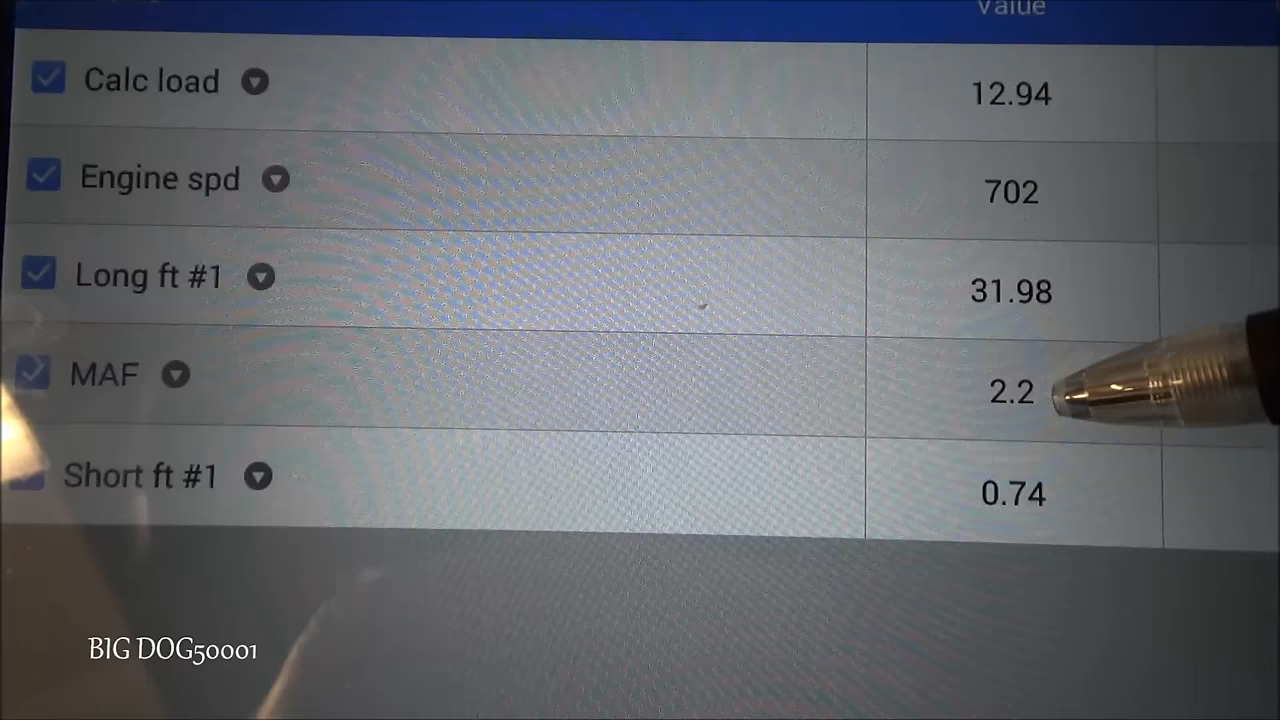 Value
Calc load 12.94
Engine spd 702
Long ft #1 31.98
MAF 2.2
Short ft #1 0.74
BIG DOG50001